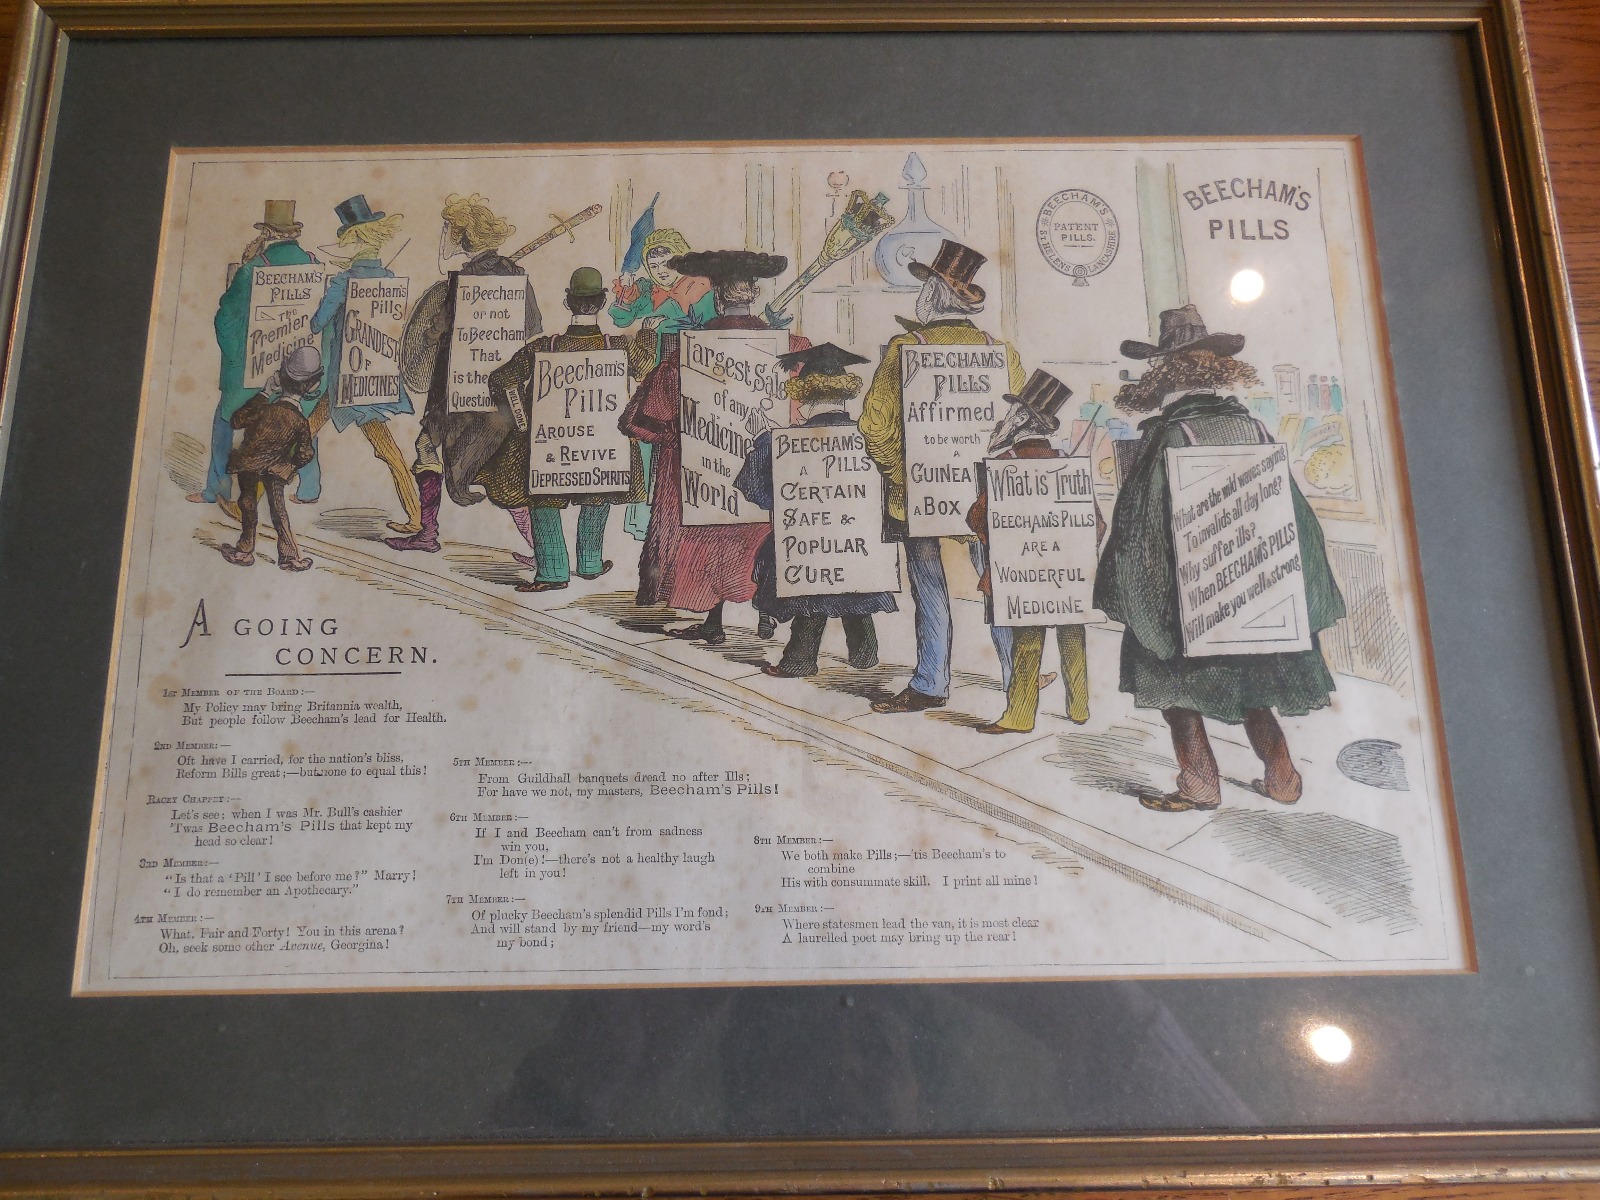 BEECHAM'S
PILLS
The
Premier
Medicine
Beecham's
Pills
GRANDEST
OF
MEDICINES
To Beecham
or not
To Beecham
That
is the
Question
WELL DONE
Beecham's
Pills
AROUSE
& REVIVE
DEPRESSED SPIRITS
Largest Sale
of any
Medicine
in the
World
BEECHAM'S
A PILLS
CERTAIN
SAFE &
POPULAR
CURE
BEECHAM'S
PILLS
Affirmed
to be worth
A
GUINEA
A BOX
What is Truth
BEECHAM'S PILLS
ARE A
WONDERFUL
MEDICINE
What are the wild waves saying
To invalids all day long?
Why suffer ills?
When BEECHAM'S PILLS
Will make you well & strong
BEECHAM'S
PATENT
PILLS.
ST HELENS LANCASHIRE
BEECHAM'S
PILLS
A GOING
CONCERN.
1ST MEMBER OF THE BOARD:—
My Policy may bring Britannia wealth,
But people follow Beecham's lead for Health.
2ND MEMBER:—
Oft have I carried, for the nation's bliss,
Reform Bills great;—but none to equal this!
RACEY CHAPPEY:—
Let's see; when I was Mr. Bull's cashier
'Twas Beecham's Pills that kept my
head so clear!
3RD MEMBER:—
"Is that a 'Pill' I see before me?" Marry!
"I do remember an Apothecary."
4TH MEMBER:—
What, Fair and Forty! You in this arena?
Oh, seek some other Avenue, Georgina!
5TH MEMBER:—
From Guildhall banquets dread no after Ills;
For have we not, my masters, Beecham's Pills!
6TH MEMBER:—
If I and Beecham can't from sadness
win you,
I'm Don(e)!—there's not a healthy laugh
left in you!
7TH MEMBER:—
Of plucky Beecham's splendid Pills I'm fond;
And will stand by my friend—my word's
my bond;
8TH MEMBER:—
We both make Pills;—'tis Beecham's to
combine
His with consummate skill. I print all mine!
9TH MEMBER:—
Where statesmen lead the van, it is most clear
A laurelled poet may bring up the rear!